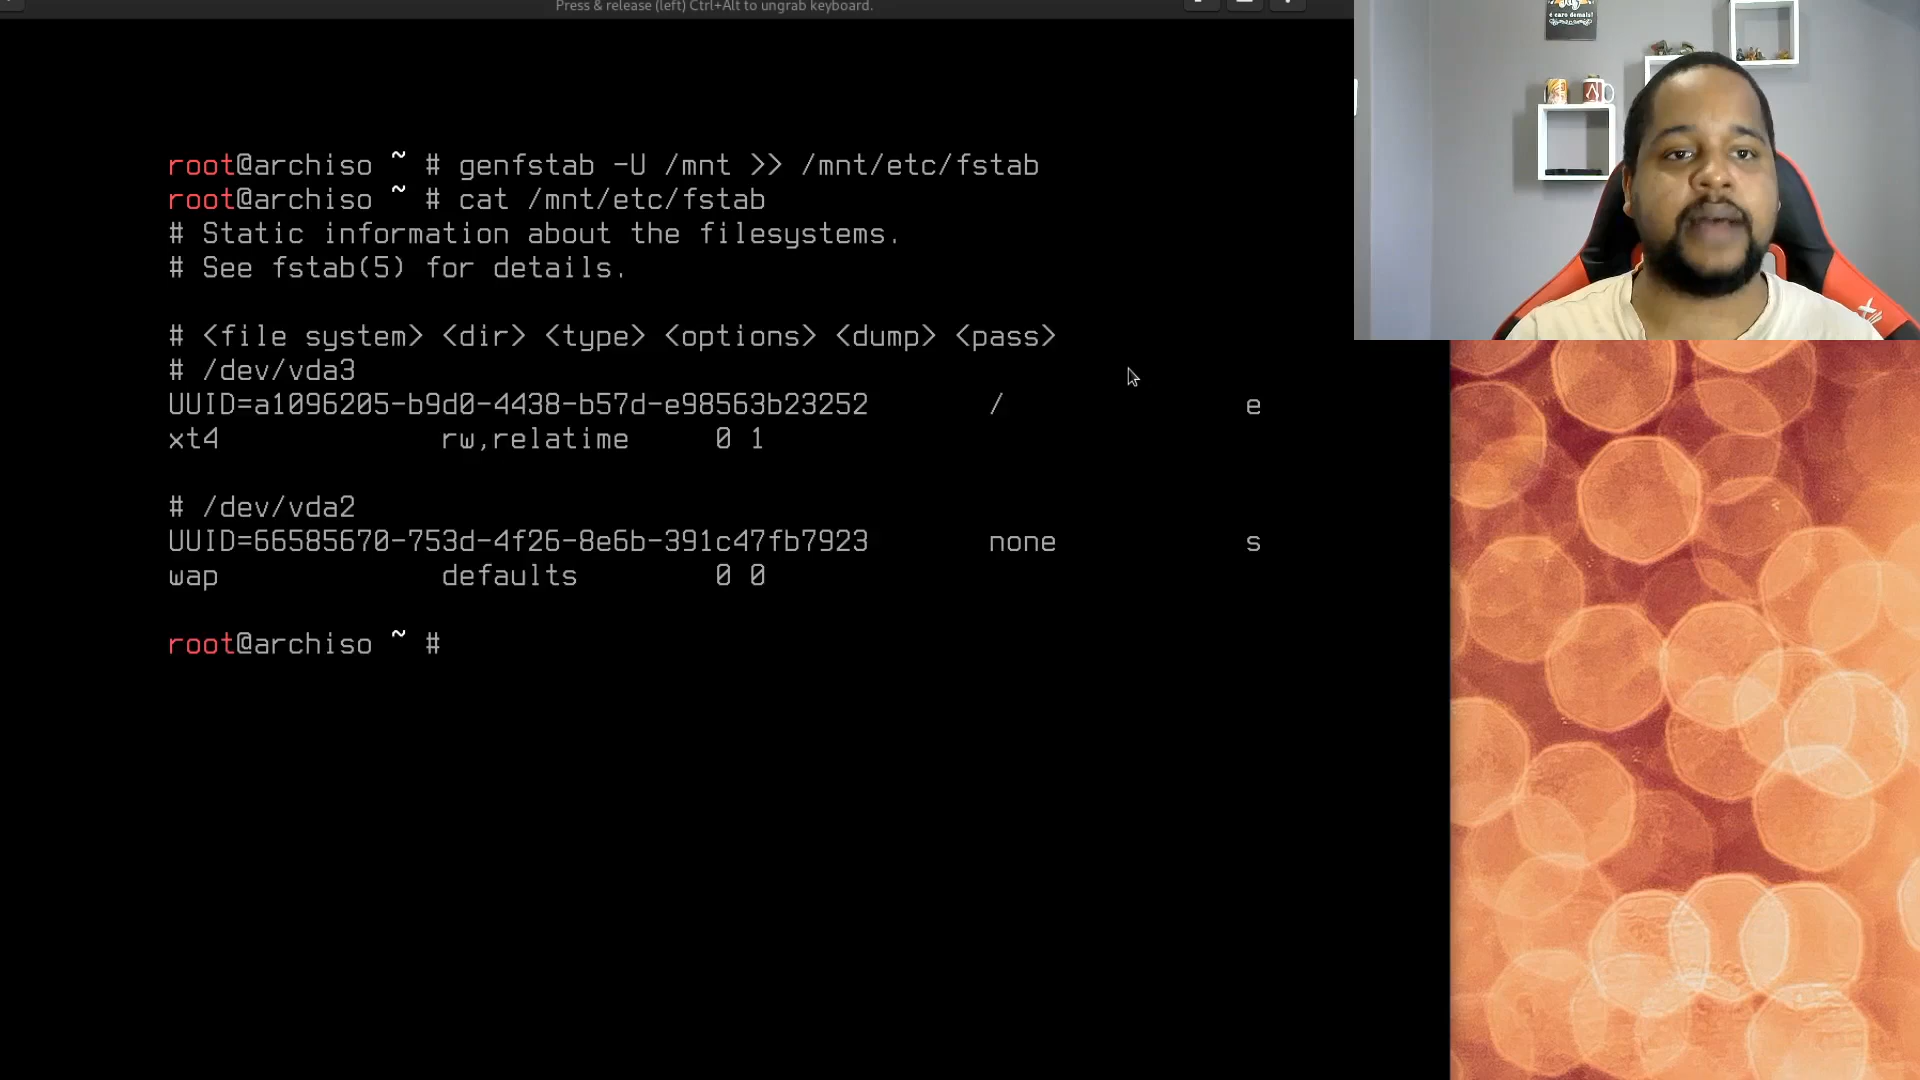 Press & release (left) Ctrl+Alt to ungrab keyboard.
é caro demais!
root@archiso ~ # genfstab -U /mnt >> /mnt/etc/fstab
root@archiso ~ # cat /mnt/etc/fstab
# Static information about the filesystems.
# See fstab(5) for details.
# <file system> <dir> <type> <options> <dump> <pass>
# /dev/vda3
UUID=a1096205-b9d0-4438-b57d-e98563b23252 / e
xt4 rw,relatime 0 1
# /dev/vda2
UUID=66585670-753d-4f26-8e6b-391c47fb7923 none s
wap defaults 0 0
root@archiso ~ #